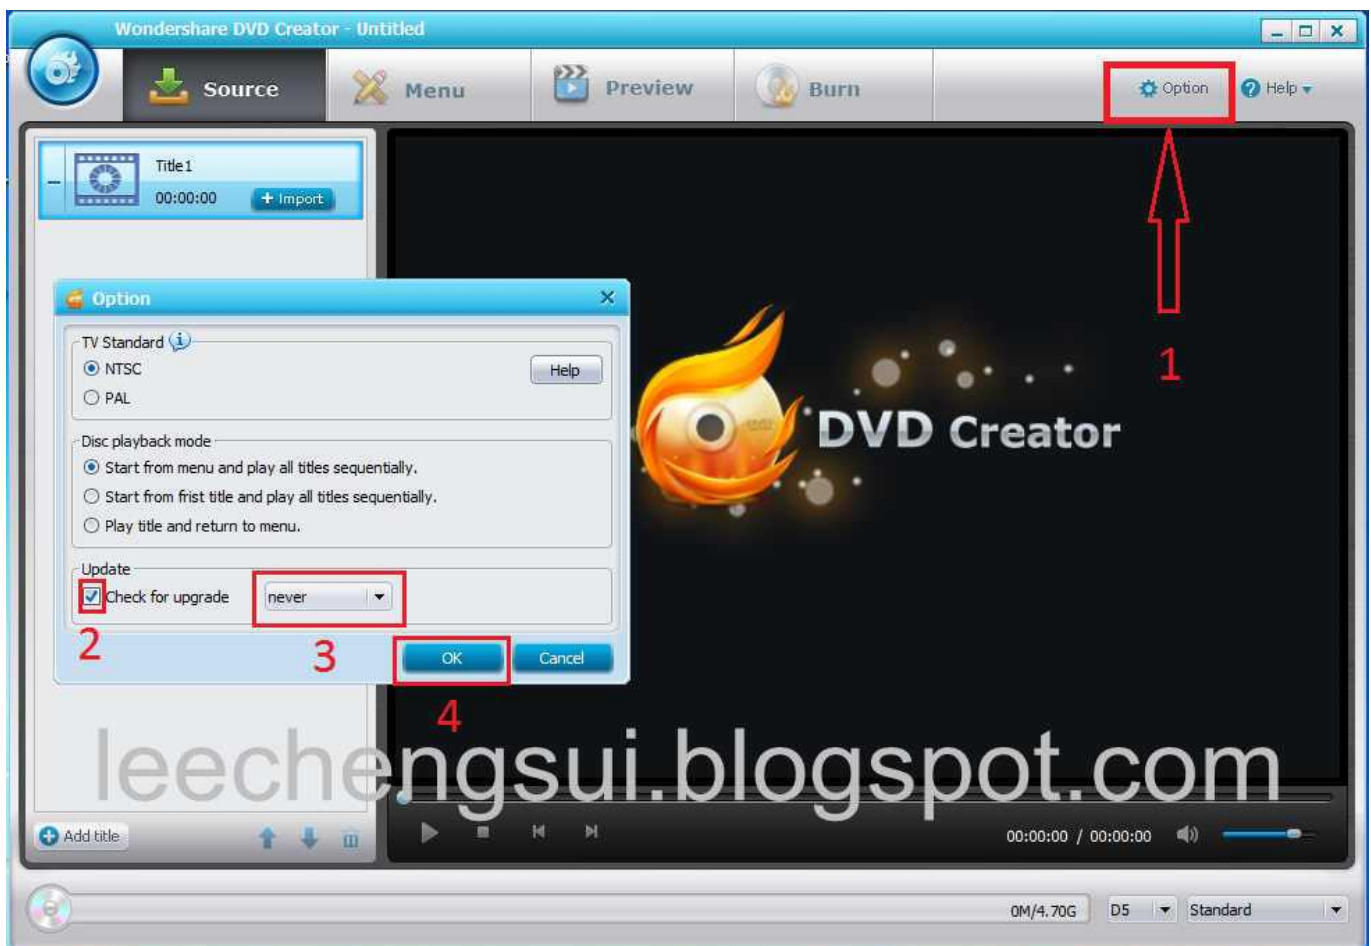 Wondershare DVD Creator - Untitled
Source
Menu
Preview
Burn
Option
Help
Title1
00:00:00
+ Import
1
DVD Creator
Option
TV Standard
NTSC
Help
PAL
Disc playback mode
Start from menu and play all titles sequentially.
Start from frist title and play all titles sequentially.
Play title and return to menu.
Update
Check for upgrade
never
2
3
OK
Cancel
4
leechengsui.blogspot.com
Add title
00:00:00 / 00:00:00
0M/4.70G
D5
Standard